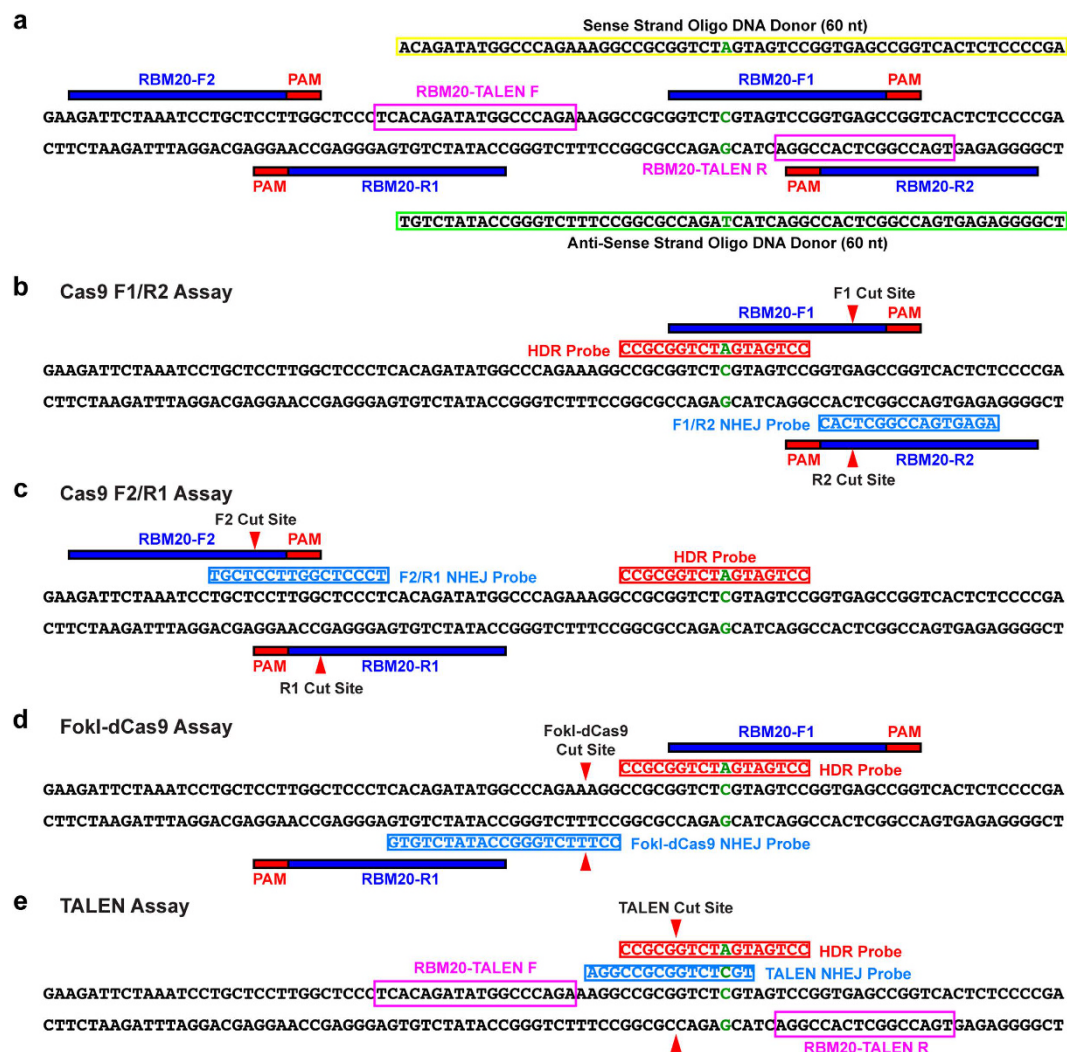 a
Sense Strand Oligo DNA Donor (60 nt)
ACAGATATGGCCCAGAAAGGCCGCGGTCTAGTAGTCCGGTGAGCCGGTCACTCTCCCCGA
RBM20-F2 PAM RBM20-TALEN F RBM20-F1 PAM
GAAGATTCTAAATCCTGCTCCTTGGCTCCCTCACAGATATGGCCCAGAAAGGCCGCGGTCTCGTAGTCCGGTGAGCCGGTCACTCTCCCCGA
CTTCTAAGATTTAGGACGAGGAACCGAGGGAGTGTCTATACCGGGTCTTTCCGGCGCCAGAGCATCAGGCCACTCGGCCAGTGAGAGGGGCT
PAM RBM20-R1 RBM20-TALEN R PAM RBM20-R2
TGTCTATACCGGGTCTTTCCGGCGCCAGATCATCAGGCCACTCGGCCAGTGAGAGGGGCT
Anti-Sense Strand Oligo DNA Donor (60 nt)
b Cas9 F1/R2 Assay
F1 Cut Site
RBM20-F1 PAM
HDR Probe CCGCGGTCTAGTAGTCC
GAAGATTCTAAATCCTGCTCCTTGGCTCCCTCACAGATATGGCCCAGAAAGGCCGCGGTCTCGTAGTCCGGTGAGCCGGTCACTCTCCCCGA
CTTCTAAGATTTAGGACGAGGAACCGAGGGAGTGTCTATACCGGGTCTTTCCGGCGCCAGAGCATCAGGCCACTCGGCCAGTGAGAGGGGCT
F1/R2 NHEJ Probe CACTCGGCCAGTGAGA
PAM RBM20-R2
R2 Cut Site
c Cas9 F2/R1 Assay
F2 Cut Site
RBM20-F2 PAM HDR Probe
TGCTCCTTGGCTCCCT F2/R1 NHEJ Probe CCGCGGTCTAGTAGTCC
GAAGATTCTAAATCCTGCTCCTTGGCTCCCTCACAGATATGGCCCAGAAAGGCCGCGGTCTCGTAGTCCGGTGAGCCGGTCACTCTCCCCGA
CTTCTAAGATTTAGGACGAGGAACCGAGGGAGTGTCTATACCGGGTCTTTCCGGCGCCAGAGCATCAGGCCACTCGGCCAGTGAGAGGGGCT
PAM RBM20-R1
R1 Cut Site
d FokI-dCas9 Assay
FokI-dCas9
Cut Site
RBM20-F1 PAM
CCGCGGTCTAGTAGTCC HDR Probe
GAAGATTCTAAATCCTGCTCCTTGGCTCCCTCACAGATATGGCCCAGAAAGGCCGCGGTCTCGTAGTCCGGTGAGCCGGTCACTCTCCCCGA
CTTCTAAGATTTAGGACGAGGAACCGAGGGAGTGTCTATACCGGGTCTTTCCGGCGCCAGAGCATCAGGCCACTCGGCCAGTGAGAGGGGCT
GTGTCTATACCGGGTCTTTCC FokI-dCas9 NHEJ Probe
PAM RBM20-R1
e TALEN Assay
TALEN Cut Site
CCGCGGTCTAGTAGTCC HDR Probe
RBM20-TALEN F AGGCCGCGGTCTCGT TALEN NHEJ Probe
GAAGATTCTAAATCCTGCTCCTTGGCTCCCTCACAGATATGGCCCAGAAAGGCCGCGGTCTCGTAGTCCGGTGAGCCGGTCACTCTCCCCGA
CTTCTAAGATTTAGGACGAGGAACCGAGGGAGTGTCTATACCGGGTCTTTCCGGCGCCAGAGCATCAGGCCACTCGGCCAGTGAGAGGGGCT
RBM20-TALEN R